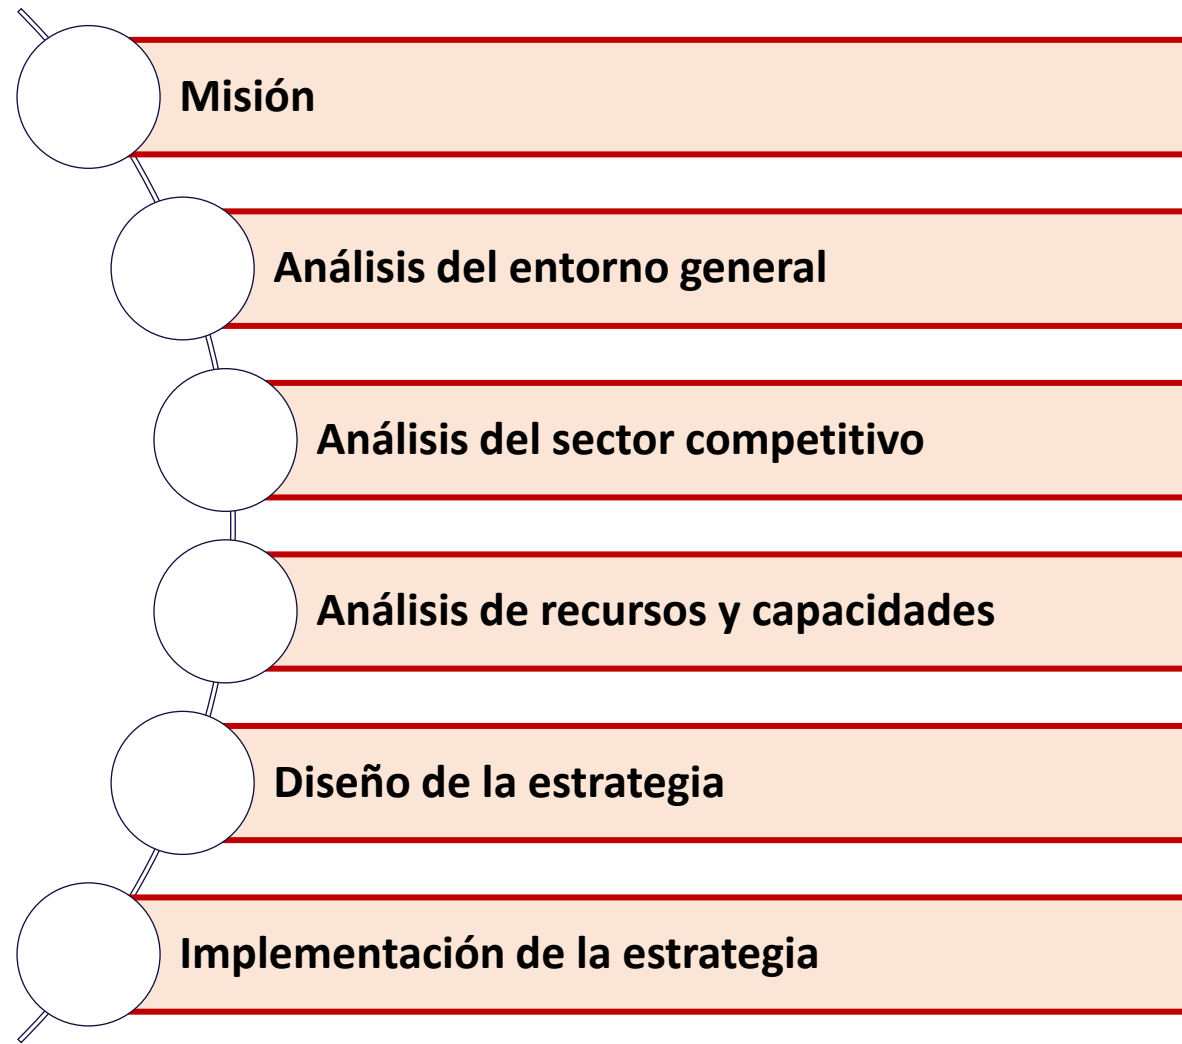 Misión
Análisis del entorno general
Análisis del sector competitivo
Análisis de recursos y capacidades
Diseño de la estrategia
Implementación de la estrategia